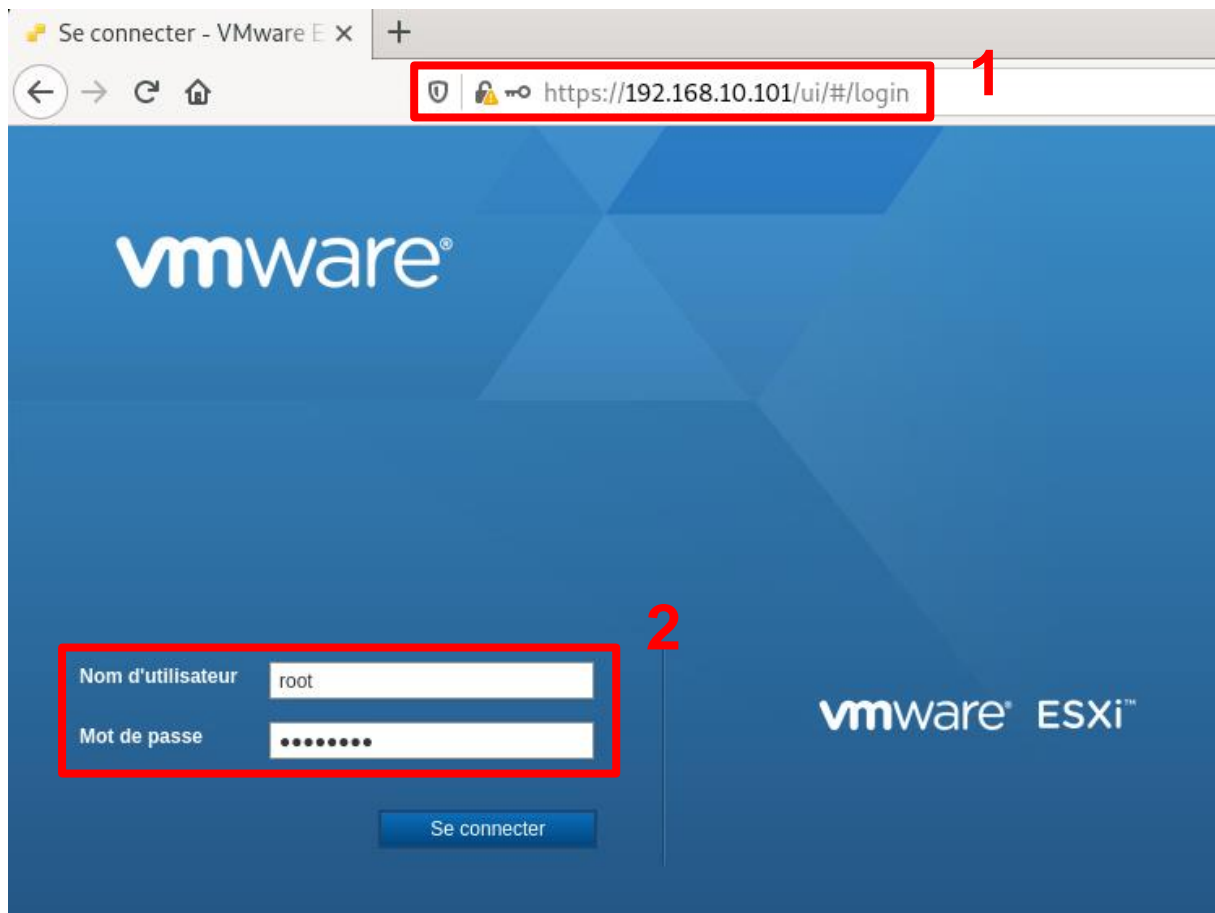 Se connecter - VMware E
1
https://192.168.10.101/ui/#/login
vmware®
2
Nom d'utilisateur root
Mot de passe ••••••••
vmware® ESXi™
Se connecter